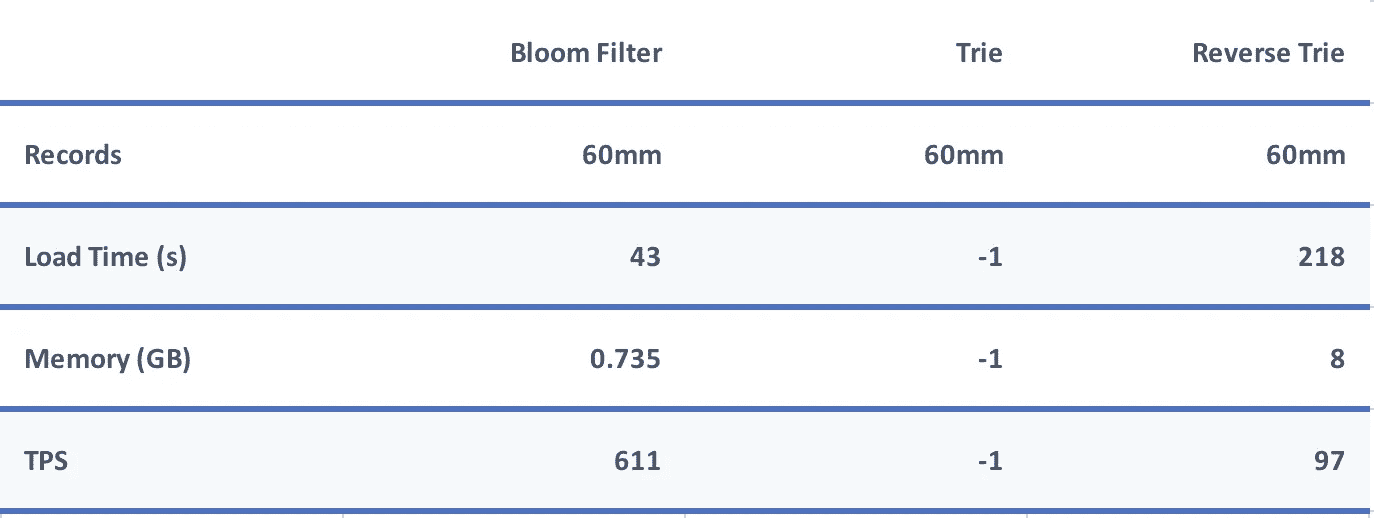 Bloom Filter Trie Reverse Trie
Records 60mm 60mm 60mm
Load Time (s) 43 -1 218
Memory (GB) 0.735 -1 8
TPS 611 -1 97